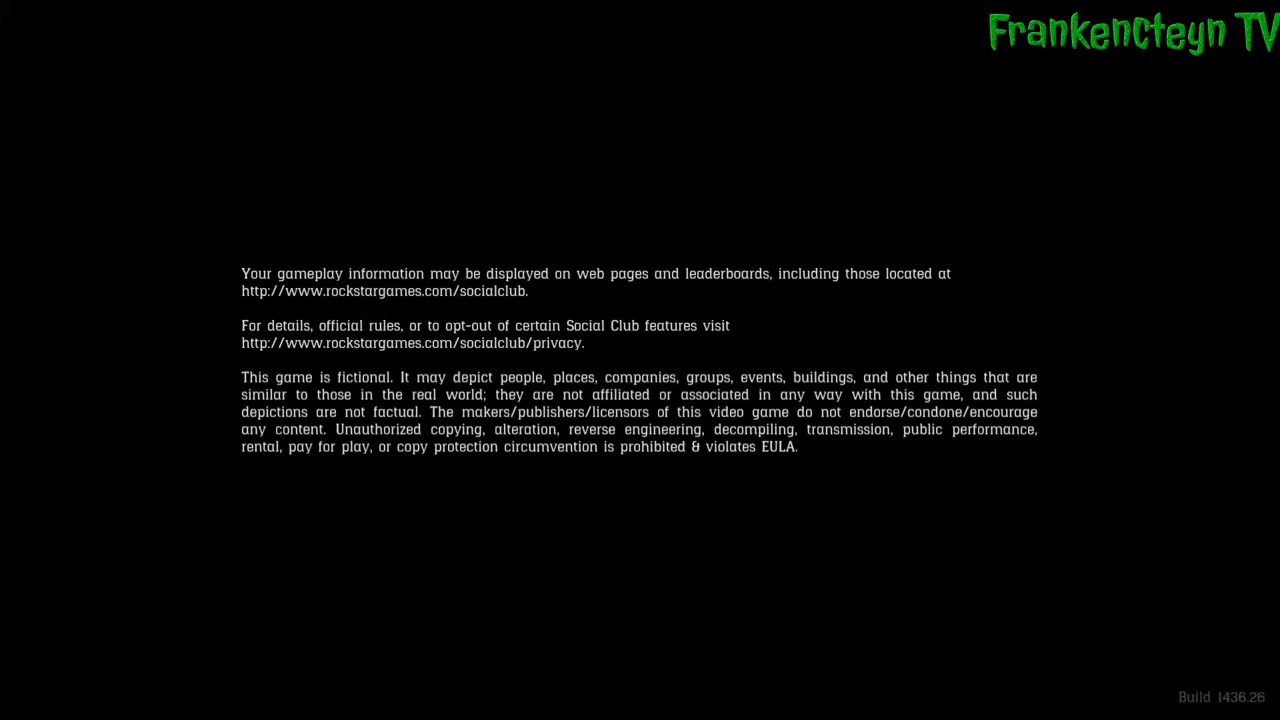 FrankenCteyn TV
Your gameplay information may be displayed on web pages and leaderboards, including those located at
http://www.rockstargames.com/socialclub.
For details, official rules, or to opt-out of certain Social Club features visit
http://www.rockstargames.com/socialclub/privacy.
This game is fictional. It may depict people, places, companies, groups, events, buildings, and other things that are
similar to those in the real world; they are not affiliated or associated in any way with this game, and such
depictions are not factual. The makers/publishers/licensors of this video game do not endorse/condone/encourage
any content. Unauthorized copying, alteration, reverse engineering, decompiling, transmission, public performance,
rental, pay for play, or copy protection circumvention is prohibited & violates EULA.
Build 1436.26